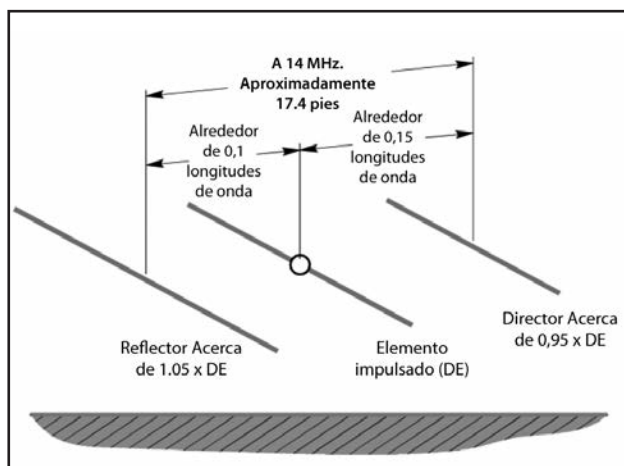 A 14 MHz.
Aproximadamente
17.4 pies
Alrededor
de 0,1
longitudes
de onda
Alrededor
de 0,15
longitudes
de onda
Reflector Acerca
de 1.05 x DE
Elemento
impulsado (DE)
Director Acerca
de 0,95 x DE